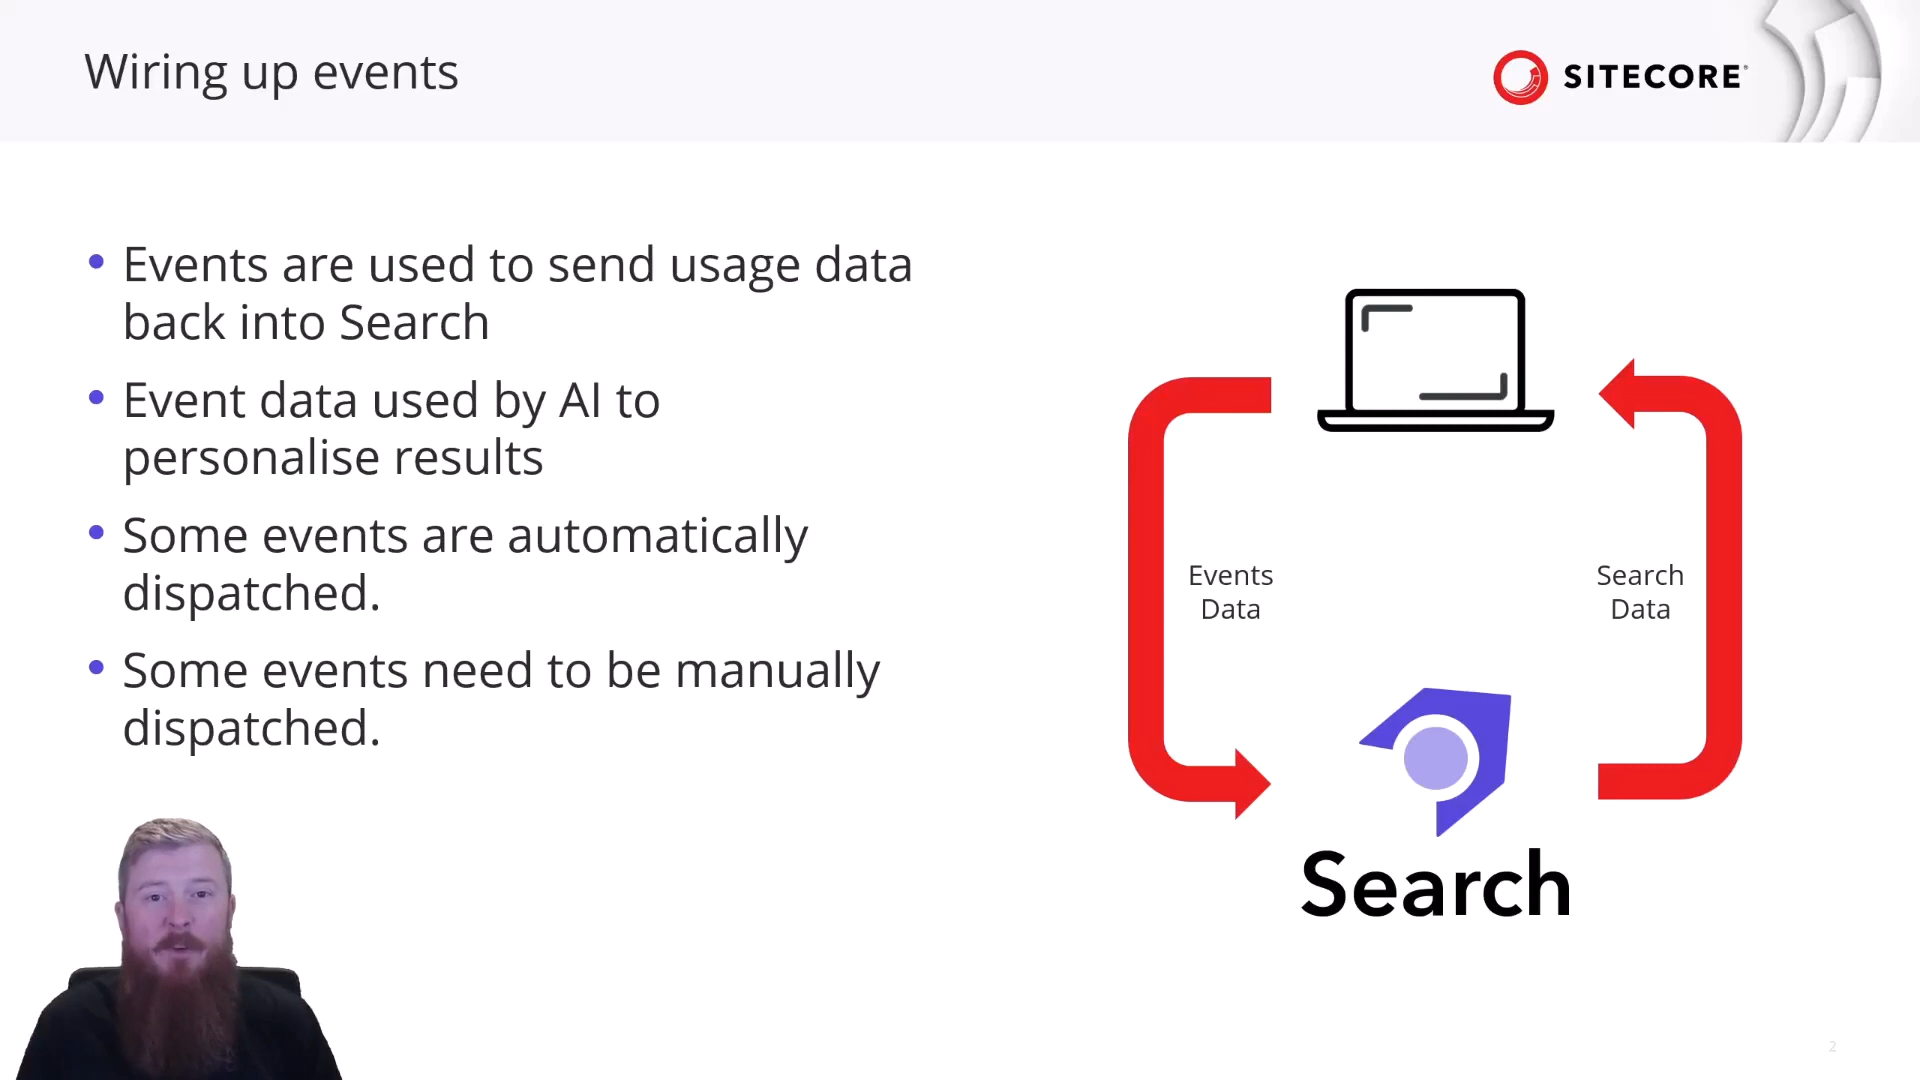 Wiring up events
SITECORE
Events are used to send usage data
back into Search
Event data used by AI to
personalise results
Some events are automatically
dispatched.
Some events need to be manually
dispatched.
Events
Data
Search
Data
Search
2